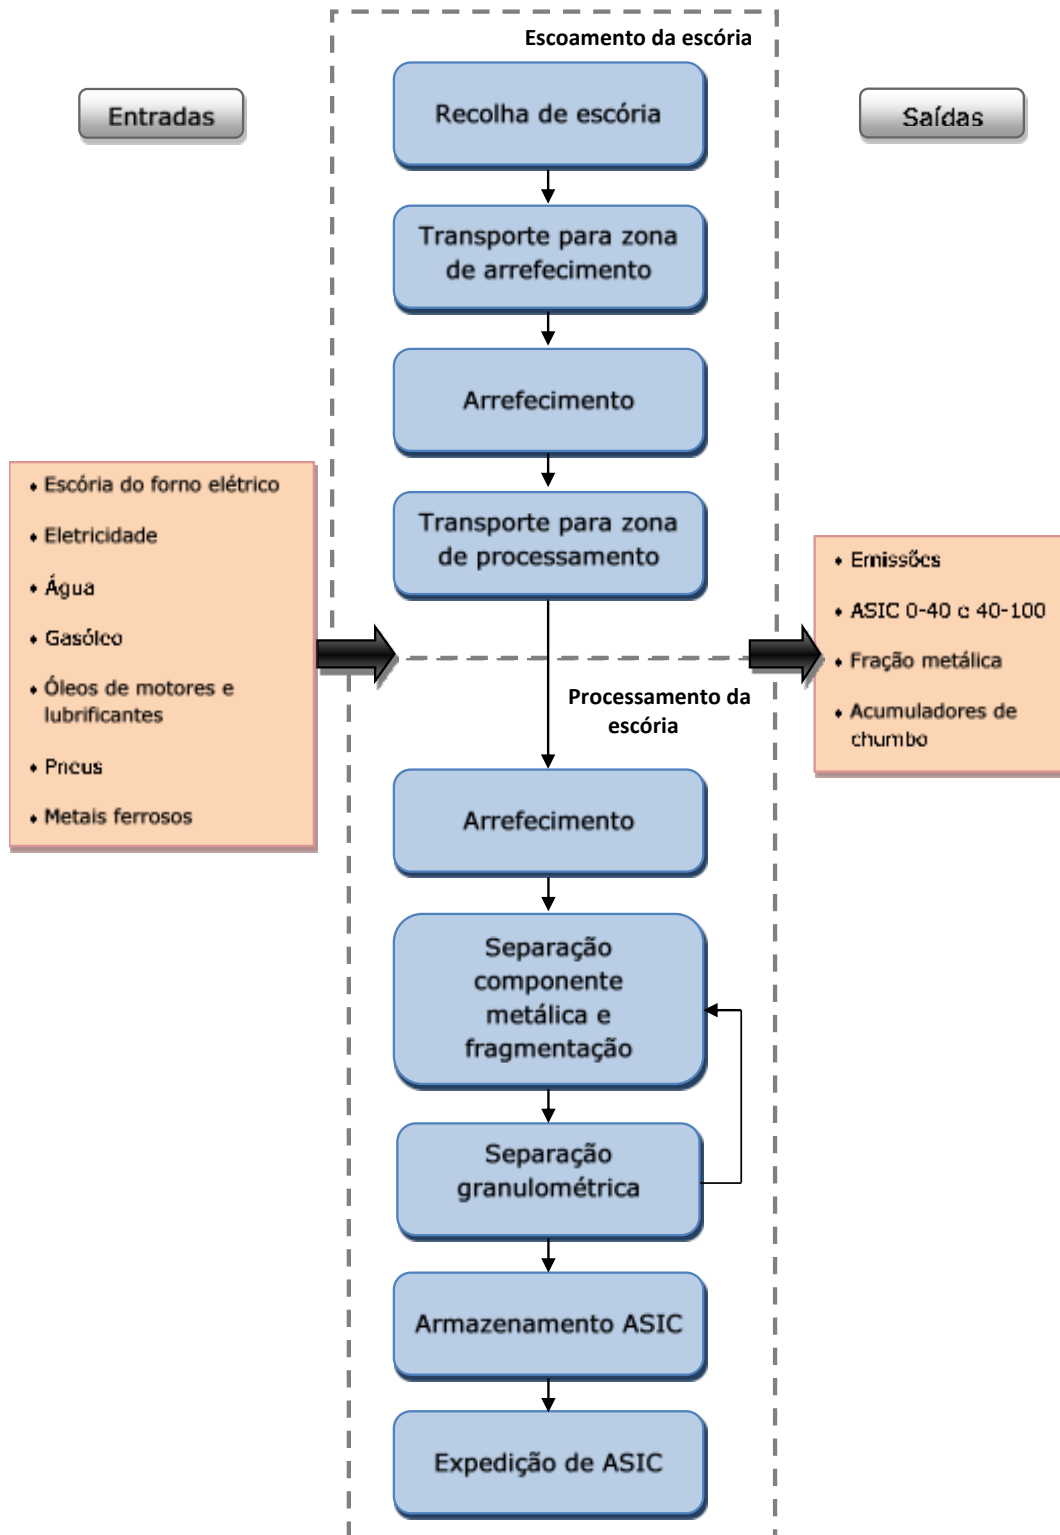 Escoamento da escória
Entradas
Recolha de escória
Saídas
Transporte para zona
de arrefecimento
Arrefecimento
Transporte para zona
de processamento
• Escória do forno elétrico
• Eletricidade
• Água
• Gasóleo
• Óleos de motores e
lubrificantes
• Pneus
• Metais ferrosos
• Emissões
• ASIC 0-40 e 40-100
• Fração metálica
• Acumuladores de
chumbo
Processamento da
escória
Arrefecimento
Separação
componente
metálica e
fragmentação
Separação
granulométrica
Armazenamento ASIC
Expedição de ASIC